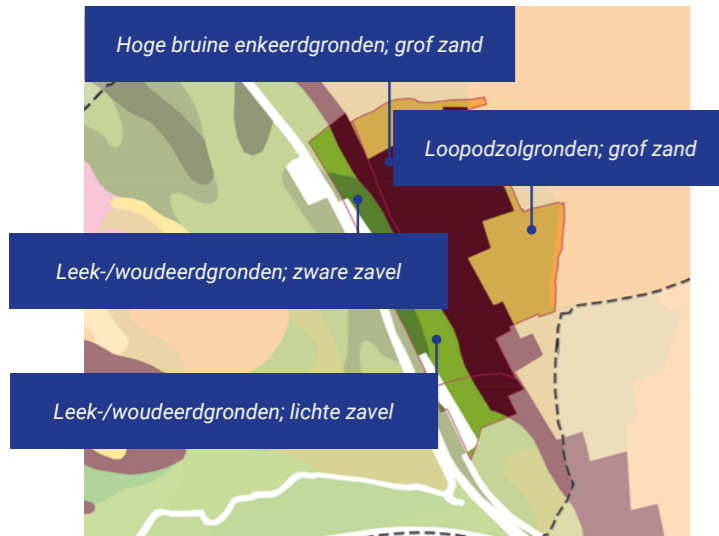 Hoge bruine enkeerdgronden; grof zand
Loopodzolgronden; grof zand
Leek-/woudeerdgronden; zware zavel
Leek-/woudeerdgronden; lichte zavel